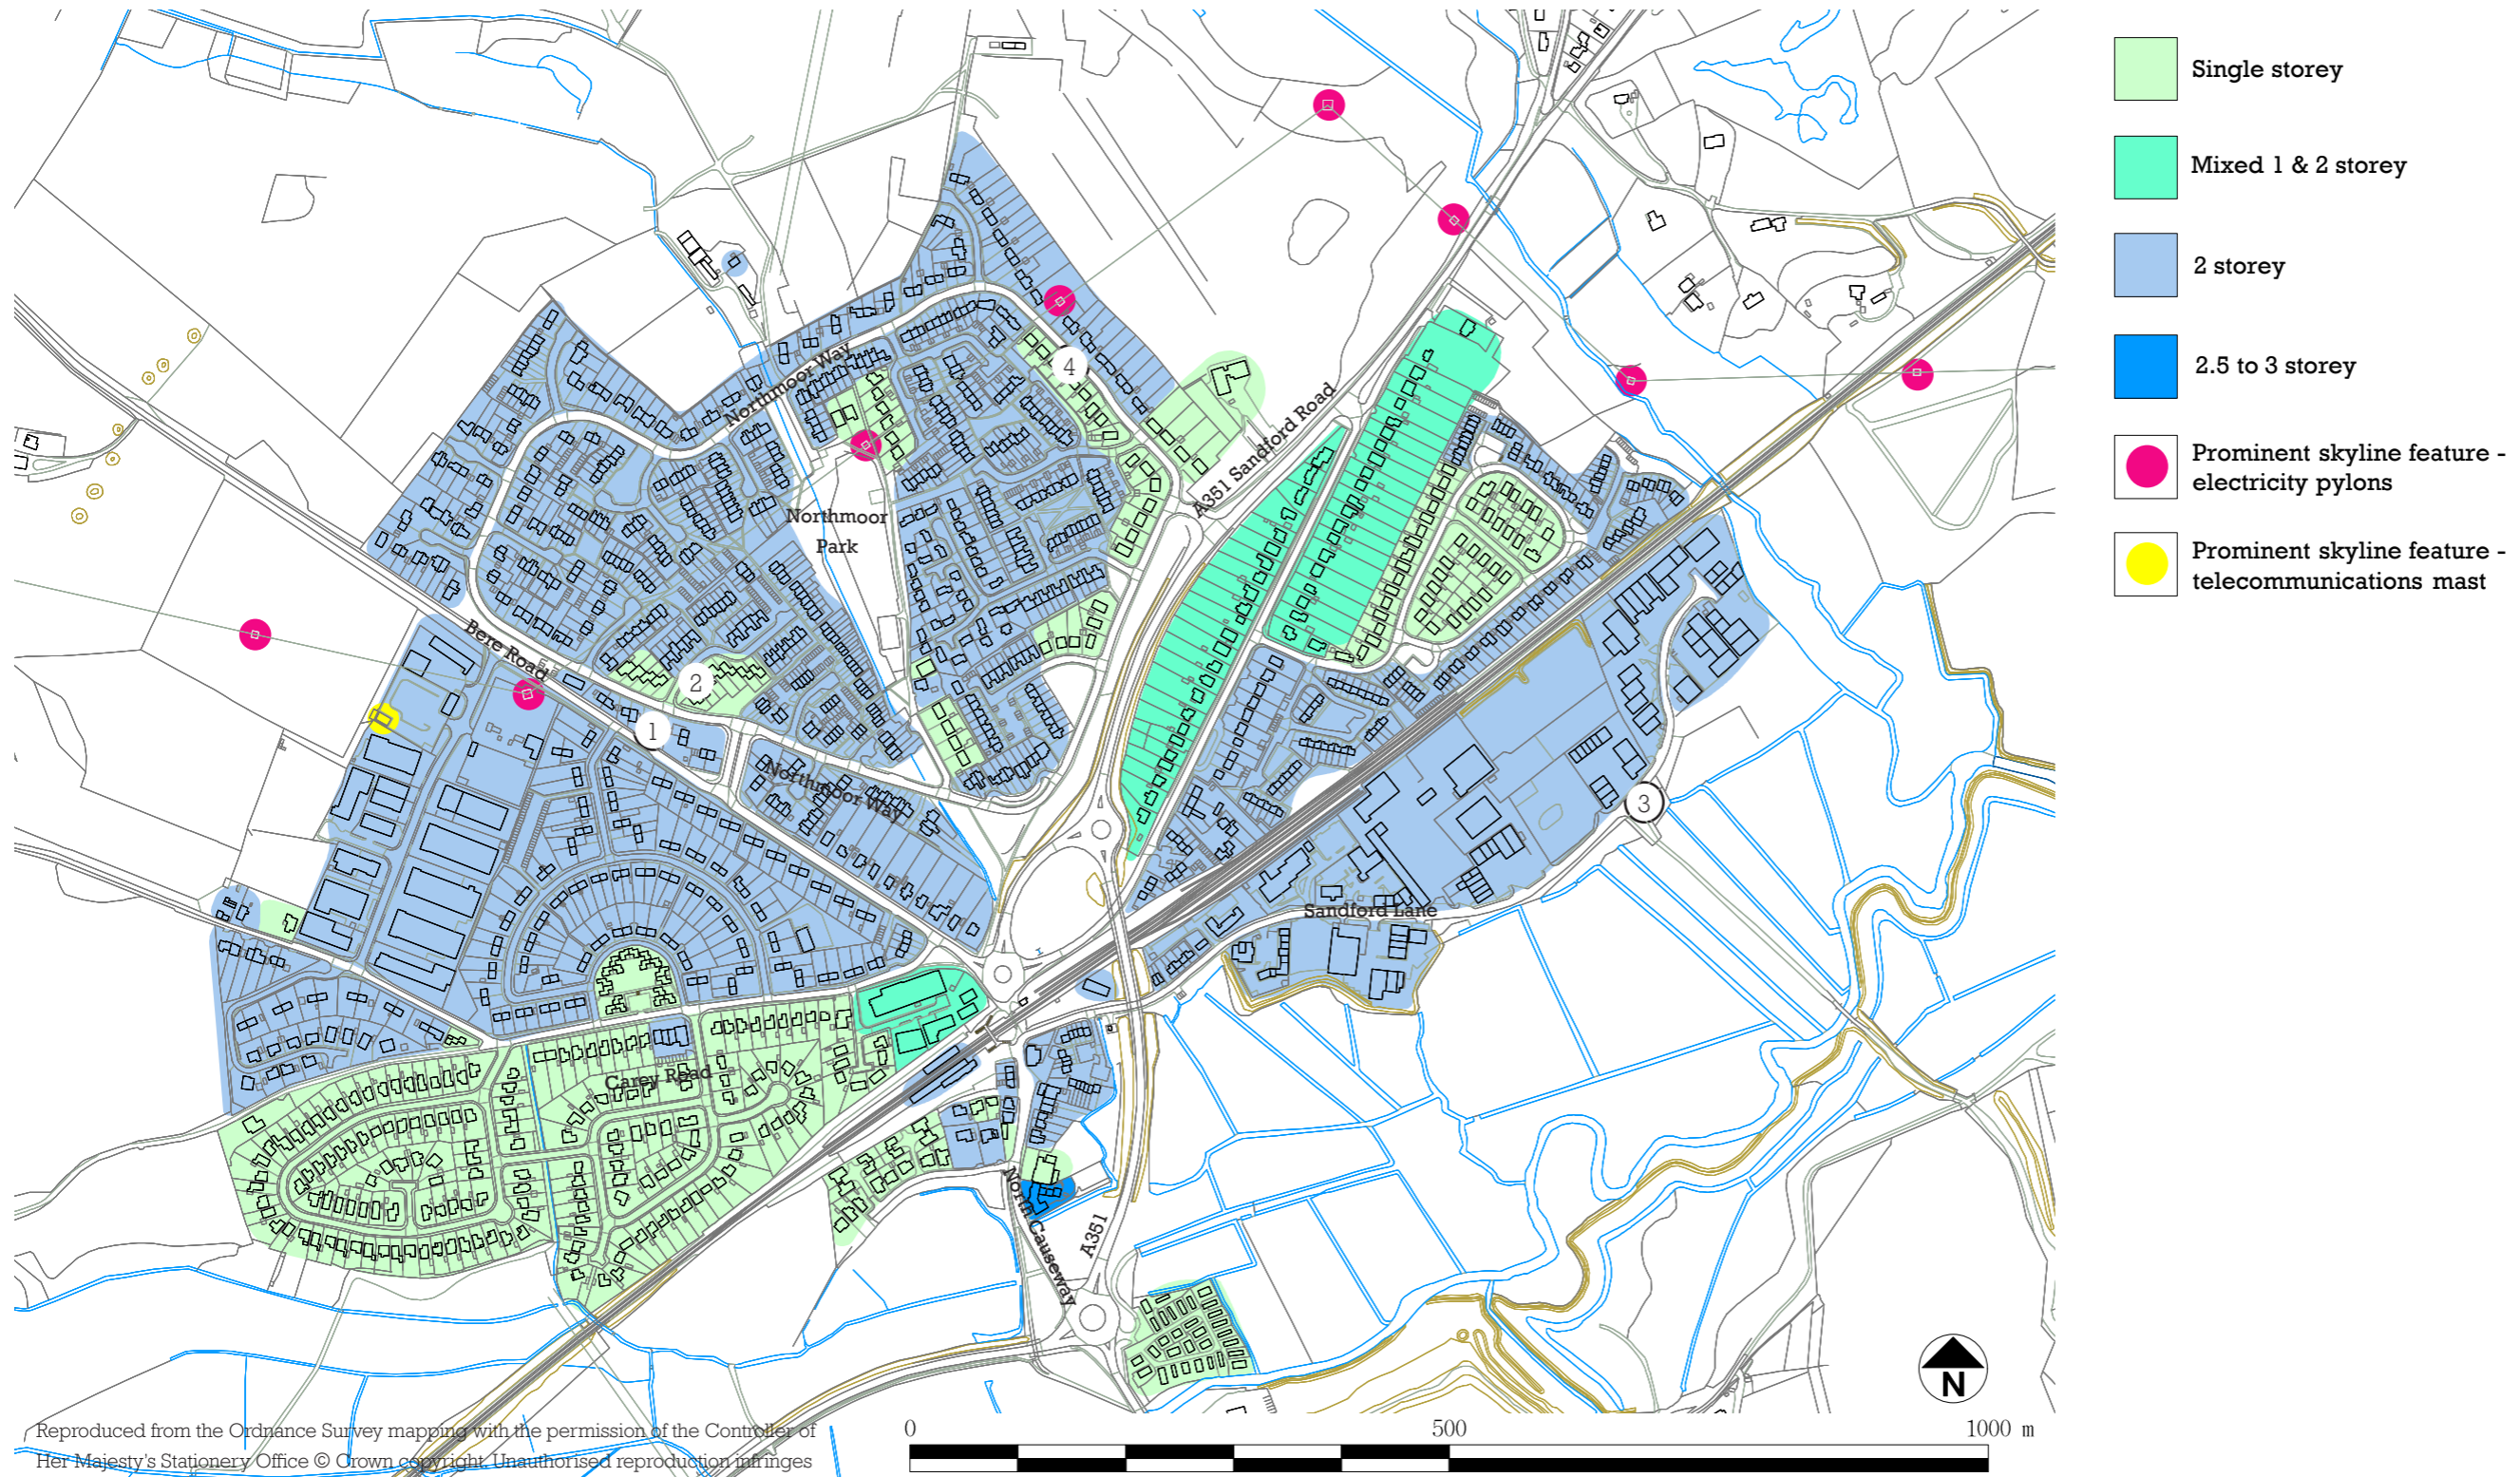 Single storey
Mixed 1 & 2 storey
2 storey
2.5 to 3 storey
Prominent skyline feature -
electricity pylons
Prominent skyline feature -
telecommunications mast
4
Northmoor Way
A351 Sandford Road
Northmoor
Park
Bere Road
2
1
Northmoor Way
3
Sandford Lane
Carey Road
North Causeway
A351
N
Reproduced from the Ordnance Survey mapping with the permission of the Controller of
Her Majesty's Stationery Office © Crown copyright. Unauthorised reproduction infringes
0 500 1000 m